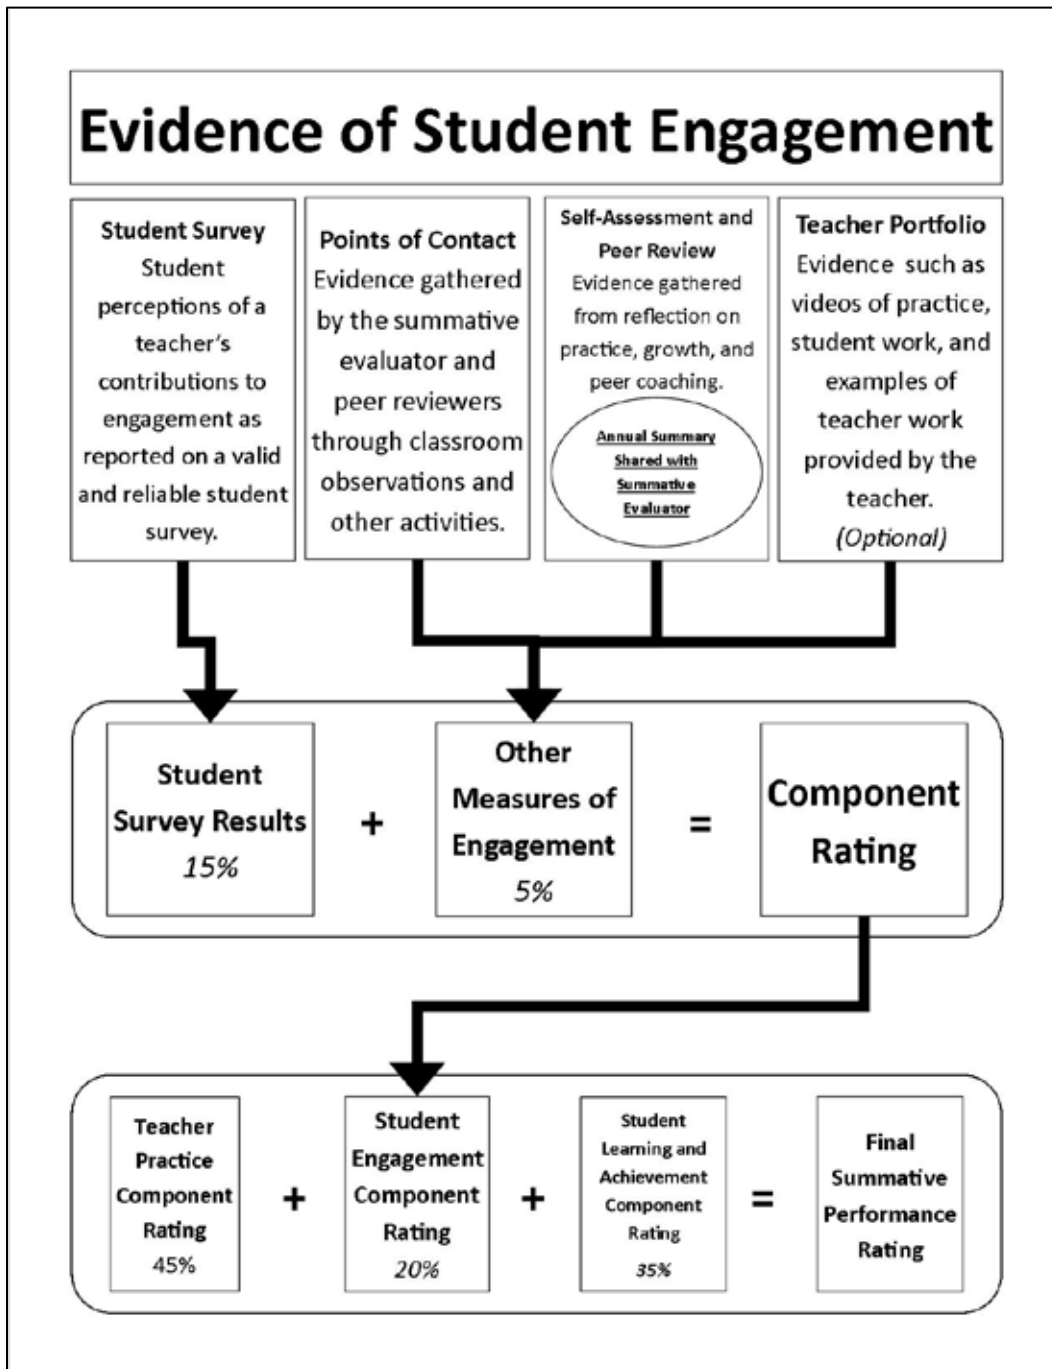 Evidence of Student Engagement
Student Survey
Student
perceptions of a
teacher's
contributions to
engagement as
reported on a valid
and reliable student
survey.
Points of Contact
Evidence gathered
by the summative
evaluator and
peer reviewers
through classroom
observations and
other activities.
Self-Assessment and
Peer Review
Evidence gathered
from reflection on
practice, growth, and
peer coaching.
Annual Summary
Shared with
Summative
Evaluator
Teacher Portfolio
Evidence such as
videos of practice,
student work, and
examples of
teacher work
provided by the
teacher.
(Optional)
Student
Survey Results
15%
+
Other
Measures of
Engagement
5%
=
Component
Rating
Teacher
Practice
Component
Rating
45%
+
Student
Engagement
Component
Rating
20%
+
Student
Learning and
Achievement
Component
Rating
35%
=
Final
Summative
Performance
Rating